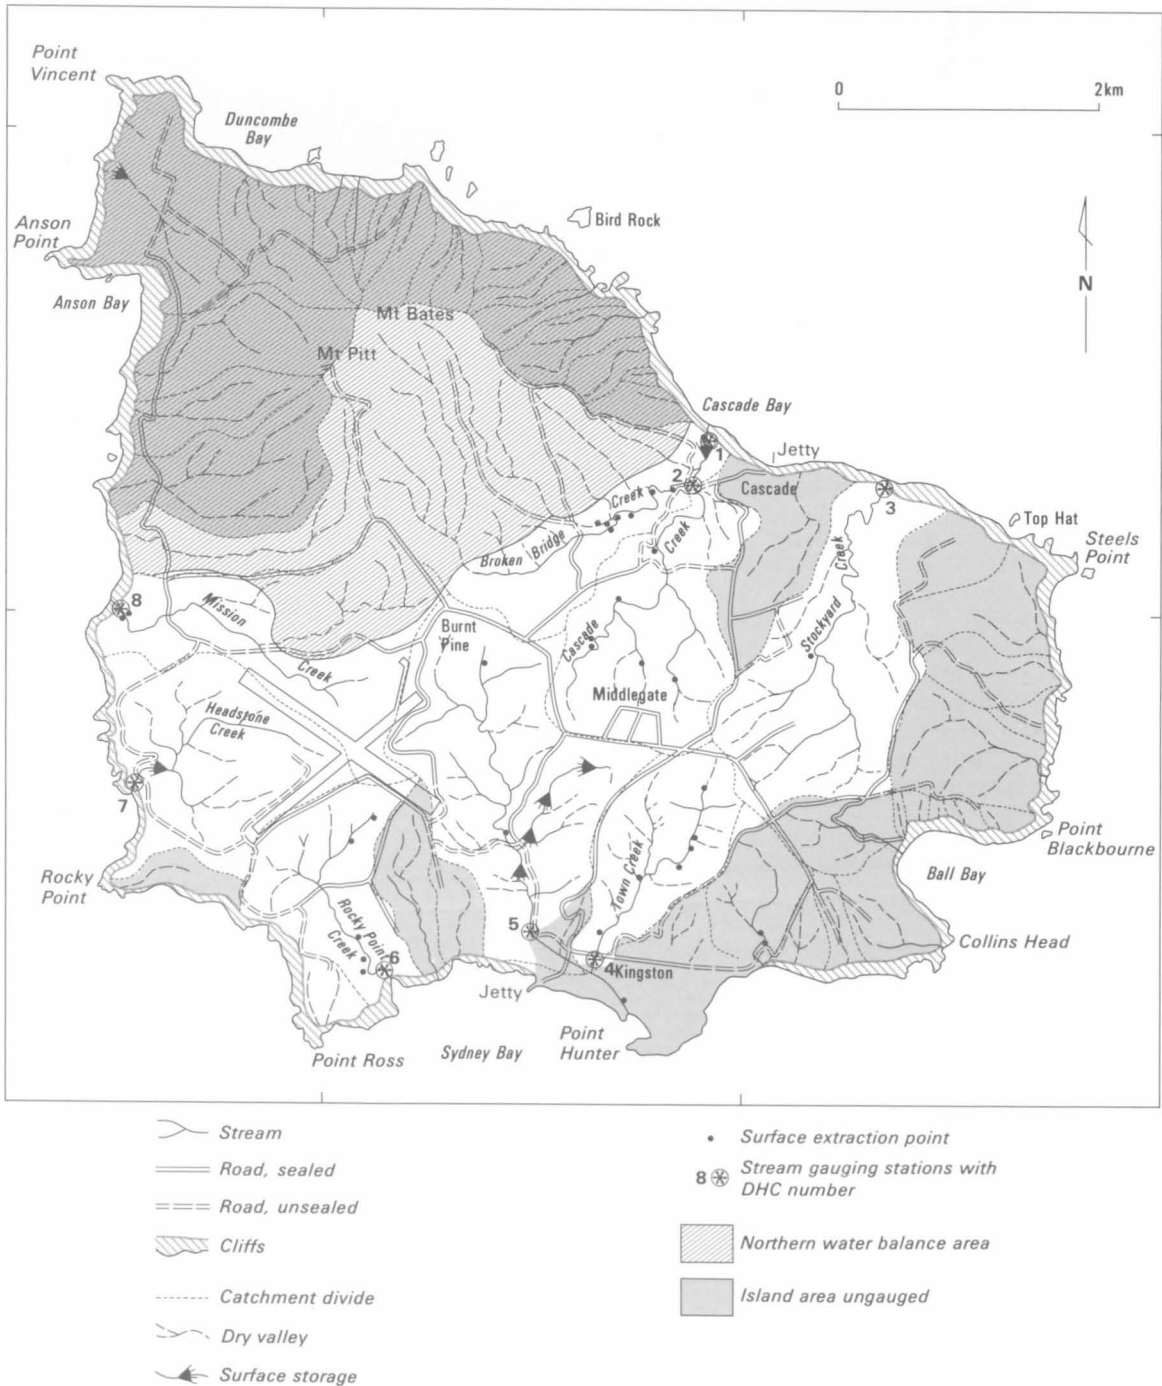 Point
Vincent
Duncombe
Bay
0 2km
Anson
Point
Bird Rock
N
Anson Bay
Mt Bates
Mt Pitt
Cascade Bay
Jetty
1
2
Cascade
3
Creek
Top Hat
Steels
Point
Broken Bridge
Creek
Creek
Stockyard
8
Mission
Creek
Burnt
Pine
Cascade
Middlegate
Headstone
Creek
7
Point
Blackbourne
Rocky
Point
Ball Bay
Town Creek
Rocky Point
Creek
5
6
4
Kingston
Collins Head
Jetty
Point
Hunter
Point Ross
Sydney Bay
Stream
Road, sealed
Road, unsealed
Cliffs
Catchment divide
Dry valley
Surface storage
Surface extraction point
8 Stream gauging stations with
DHC number
Northern water balance area
Island area ungauged